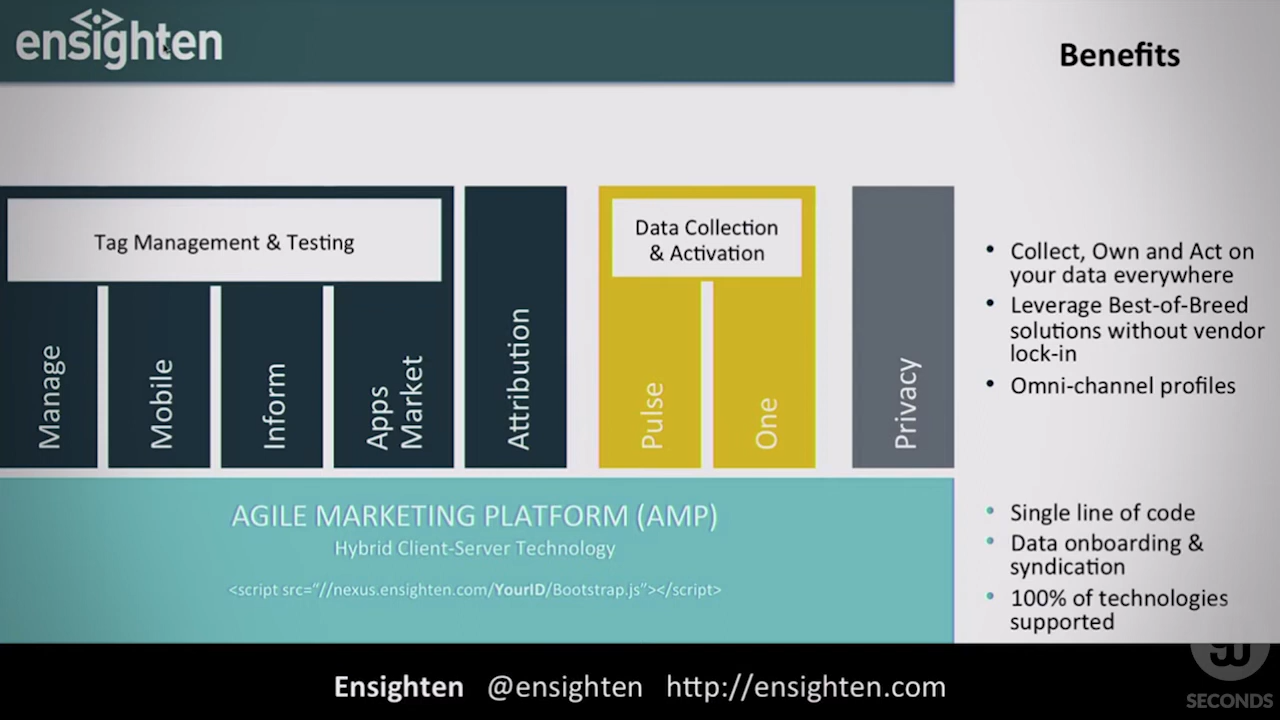 ensighten
Benefits
Tag Management & Testing
Manage
Mobile
Inform
Apps
Market
Attribution
Data Collection
& Activation
Pulse
One
Privacy
• Collect, Own and Act on
your data everywhere
• Leverage Best-of-Breed
solutions without vendor
lock-in
• Omni-channel profiles
AGILE MARKETING PLATFORM (AMP)
Hybrid Client-Server Technology
<script src=“//nexus.ensighten.com/YourID/Bootstrap.js”></script>
• Single line of code
• Data onboarding &
syndication
• 100% of technologies
supported
Ensighten @ensighten http://ensighten.com
90
SECONDS